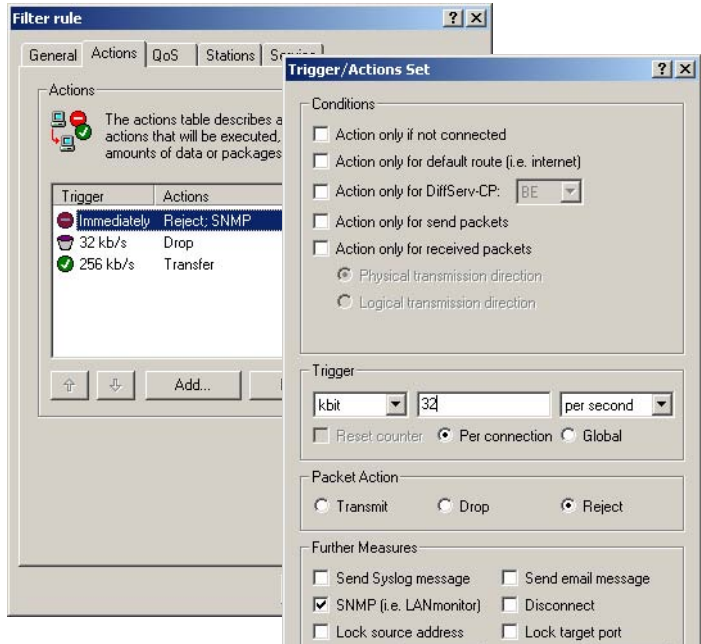 Filter rule
General
Actions
QoS
Stations
Actions
The actions table describes a
actions that will be executed,
amounts of data or packages
Trigger Actions
Immediately Reject; SNMP
32 kb/s Drop
256 kb/s Transfer
Add...
Trigger/Actions Set
Conditions
Action only if not connected
Action only for default route (i.e. internet)
Action only for DiffServ-CP: BE
Action only for send packets
Action only for received packets
Physical transmission direction
Logical transmission direction
Trigger
kbit 32 per second
Reset counter Per connection Global
Packet Action
Transmit Drop Reject
Further Measures
Send Syslog message Send email message
SNMP (i.e. LANmonitor) Disconnect
Lock source address Lock target port